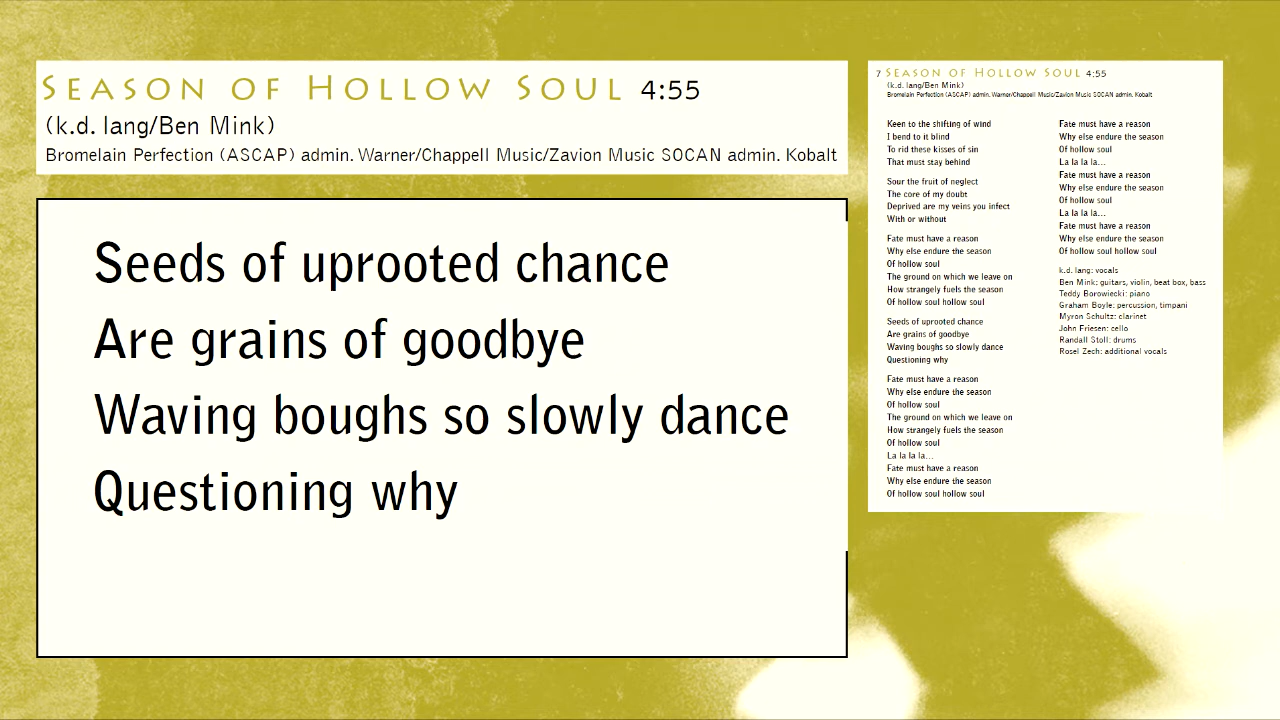 SEASON OF HOLLOW SOUL 4:55
(k.d. lang/Ben Mink)
Bromelain Perfection (ASCAP) admin. Warner/Chappell Music/Zavion Music SOCAN admin. Kobalt
Seeds of uprooted chance
Are grains of goodbye
Waving boughs so slowly dance
Questioning why
7 SEASON OF HOLLOW SOUL 4:55
(k.d. lang/Ben Mink)
Bromelain Perfection (ASCAP) admin. Warner/Chappell Music/Zavion Music SOCAN admin. Kobalt
Keen to the shifting of wind
I bend to it blind
To rid these kisses of sin
That must stay behind
Sour the fruit of neglect
The core of my doubt
Deprived are my veins you infect
With or without
Fate must have a reason
Why else endure the season
Of hollow soul
The ground on which we leave on
How strangely fuels the season
Of hollow soul hollow soul
Seeds of uprooted chance
Are grains of goodbye
Waving boughs so slowly dance
Questioning why
Fate must have a reason
Why else endure the season
Of hollow soul
The ground on which we leave on
How strangely fuels the season
Of hollow soul
La la la la...
Fate must have a reason
Why else endure the season
Of hollow soul hollow soul
Fate must have a reason
Why else endure the season
Of hollow soul
La la la la...
Fate must have a reason
Why else endure the season
Of hollow soul
La la la la...
Fate must have a reason
Why else endure the season
Of hollow soul hollow soul
k.d. lang: vocals
Ben Mink: guitars, violin, beat box, bass
Teddy Borowiecki: piano
Graham Boyle: percussion, timpani
Myron Schultz: clarinet
John Friesen: cello
Randall Stoll: drums
Rosel Zech: additional vocals